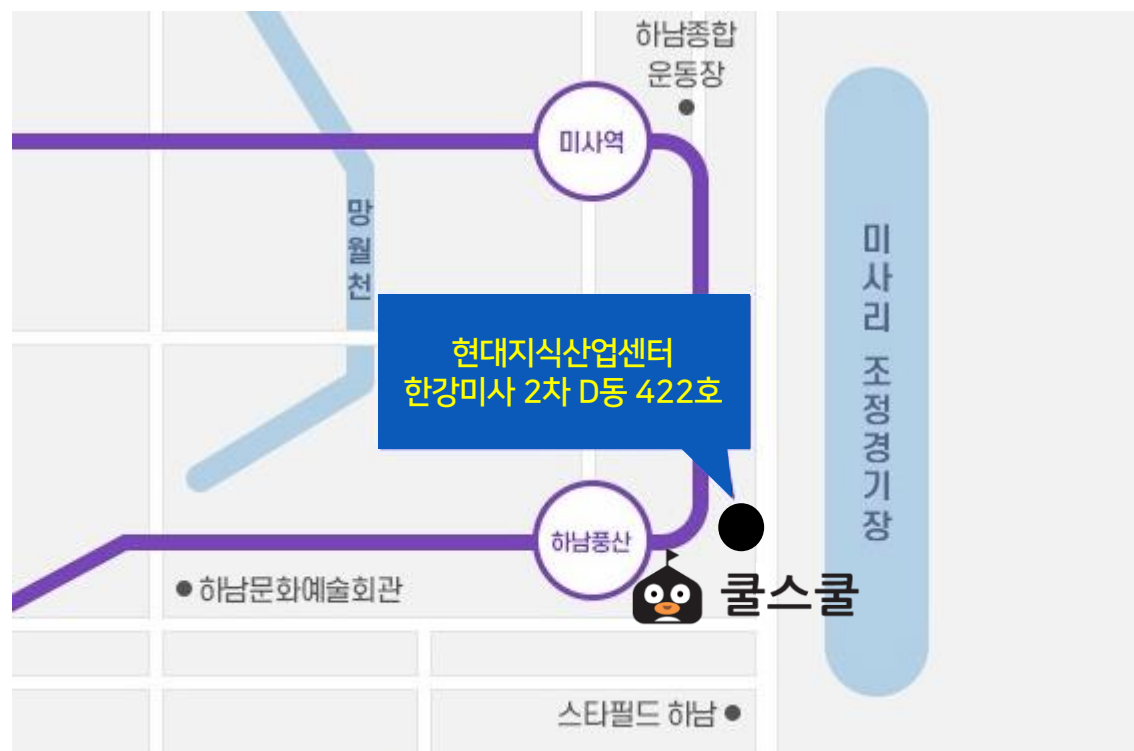 하남종합
운동장
미사역
망월천
미사리 조정경기장
현대지식산업센터
한강미사 2차 D동 422호
하남풍산
하남문화예술회관
쿨스쿨
스타필드 하남